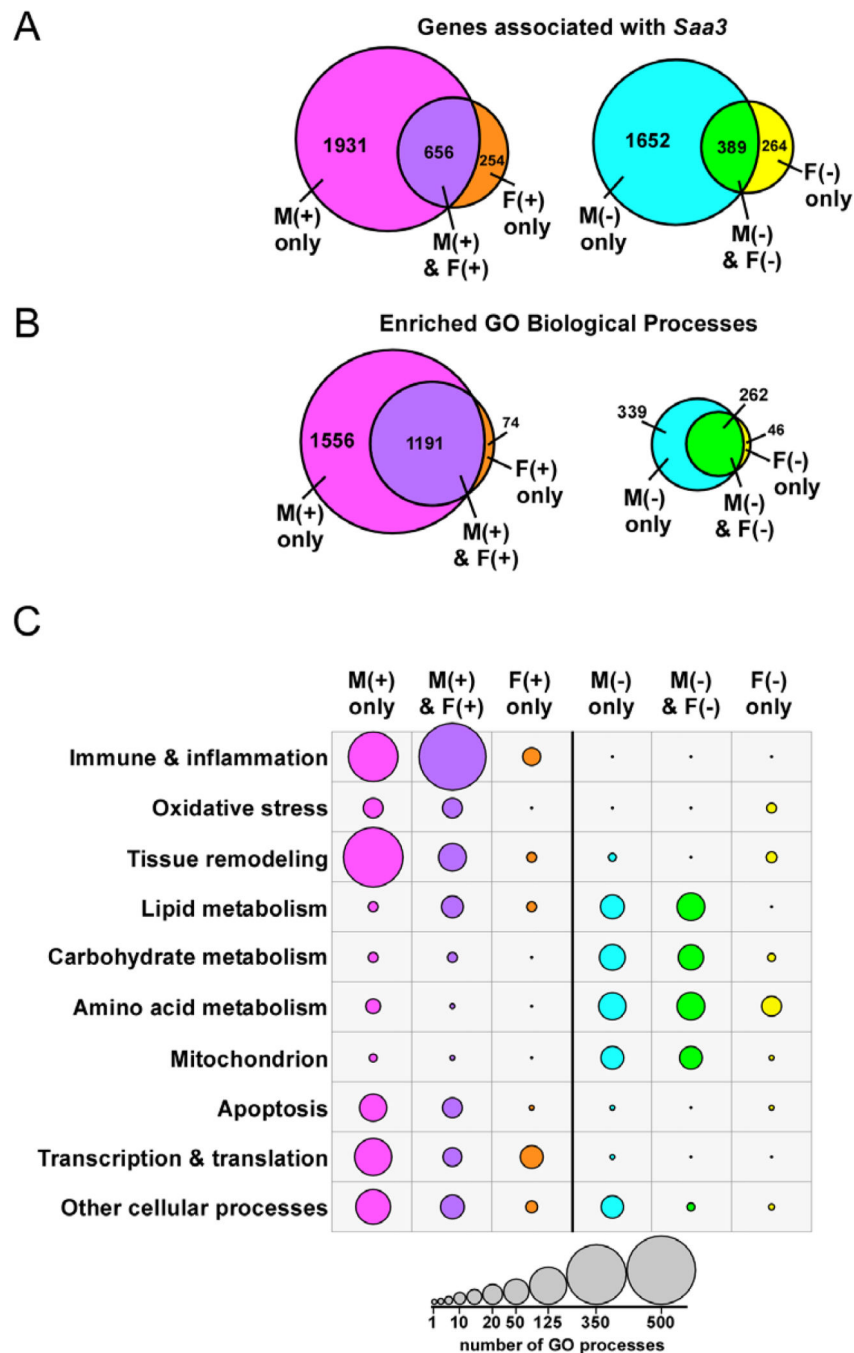 A
Genes associated with Saa3
1931
656
254
M(+)
only
M(+)
& F(+)
F(+)
only
1652
389
264
M(-)
only
M(-)
& F(-)
F(-)
only
B
Enriched GO Biological Processes
1556
1191
74
M(+)
only
M(+)
& F(+)
F(+)
only
339
262
46
M(-)
only
M(-)
& F(-)
F(-)
only
C
M(+) only
M(+) & F(+)
F(+) only
M(-) only
M(-) & F(-)
F(-) only
Immune & inflammation
Oxidative stress
Tissue remodeling
Lipid metabolism
Carbohydrate metabolism
Amino acid metabolism
Mitochondrion
Apoptosis
Transcription & translation
Other cellular processes
1 10 20 50 125 350 500
number of GO processes